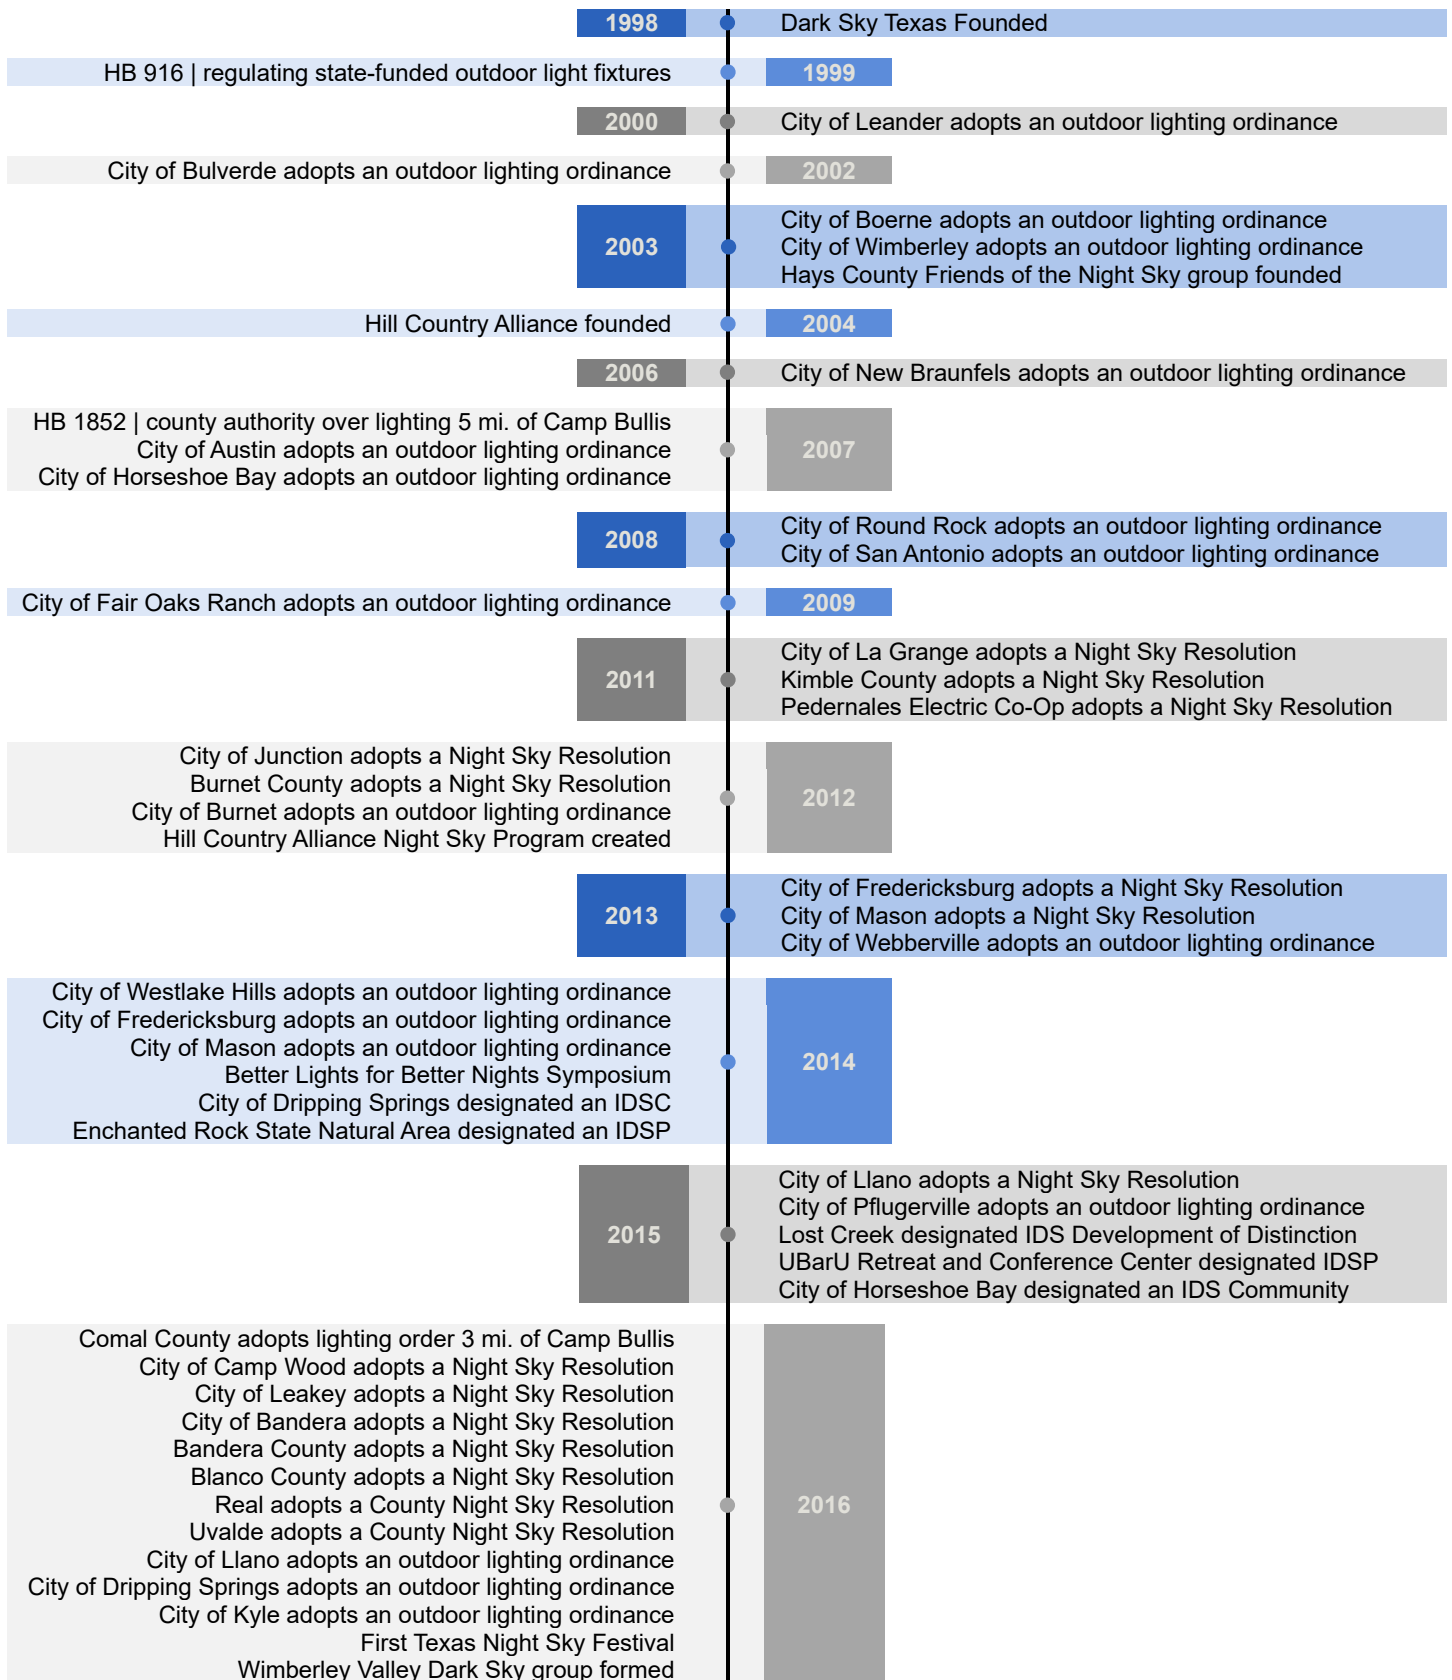 1998
Dark Sky Texas Founded
HB 916 | regulating state-funded outdoor light fixtures
1999
2000
City of Leander adopts an outdoor lighting ordinance
City of Bulverde adopts an outdoor lighting ordinance
2002
2003
City of Boerne adopts an outdoor lighting ordinance
City of Wimberley adopts an outdoor lighting ordinance
Hays County Friends of the Night Sky group founded
Hill Country Alliance founded
2004
2006
City of New Braunfels adopts an outdoor lighting ordinance
HB 1852 | county authority over lighting 5 mi. of Camp Bullis
City of Austin adopts an outdoor lighting ordinance
City of Horseshoe Bay adopts an outdoor lighting ordinance
2007
2008
City of Round Rock adopts an outdoor lighting ordinance
City of San Antonio adopts an outdoor lighting ordinance
City of Fair Oaks Ranch adopts an outdoor lighting ordinance
2009
2011
City of La Grange adopts a Night Sky Resolution
Kimble County adopts a Night Sky Resolution
Pedernales Electric Co-Op adopts a Night Sky Resolution
City of Junction adopts a Night Sky Resolution
Burnet County adopts a Night Sky Resolution
City of Burnet adopts an outdoor lighting ordinance
Hill Country Alliance Night Sky Program created
2012
2013
City of Fredericksburg adopts a Night Sky Resolution
City of Mason adopts a Night Sky Resolution
City of Webberville adopts an outdoor lighting ordinance
City of Westlake Hills adopts an outdoor lighting ordinance
City of Fredericksburg adopts an outdoor lighting ordinance
City of Mason adopts an outdoor lighting ordinance
Better Lights for Better Nights Symposium
City of Dripping Springs designated an IDSC
Enchanted Rock State Natural Area designated an IDSP
2014
2015
City of Llano adopts a Night Sky Resolution
City of Pflugerville adopts an outdoor lighting ordinance
Lost Creek designated IDS Development of Distinction
UBarU Retreat and Conference Center designated IDSP
City of Horseshoe Bay designated an IDS Community
Comal County adopts lighting order 3 mi. of Camp Bullis
City of Camp Wood adopts a Night Sky Resolution
City of Leakey adopts a Night Sky Resolution
City of Bandera adopts a Night Sky Resolution
Bandera County adopts a Night Sky Resolution
Blanco County adopts a Night Sky Resolution
Real adopts a County Night Sky Resolution
Uvalde adopts a County Night Sky Resolution
City of Llano adopts an outdoor lighting ordinance
City of Dripping Springs adopts an outdoor lighting ordinance
City of Kyle adopts an outdoor lighting ordinance
First Texas Night Sky Festival
Wimberley Valley Dark Sky group formed
2016